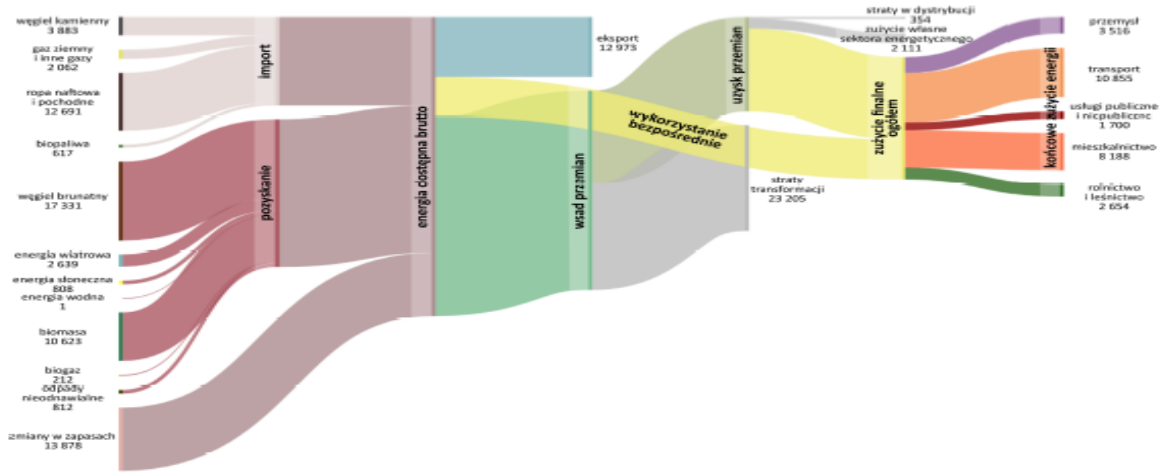 węgiel kamienny
3 883
gaz ziemny
i inne gazy
2 062
ropa naftowa
i pochodne
12 691
biopaliwa
617
węgiel brunatny
17 331
energia wiatrowa
2 639
energia słoneczna
808
energia wodna
1
biomasa
10 623
biogaz
212
odpady
nieodnawialne
812
zmiany w zapasach
13 878
import
pozyskanie
energia dostępna brutto
eksport
12 973
wsad przemian
wykorzystanie
bezpośrednie
uzysk przemian
straty
transformacji
23 205
straty w dystrybucji
354
zużycie własne
sektora energetycznego
2 111
zużycie finalne
ogółem
końcowe zużycie energii
przemysł
3 516
transport
10 855
usługi publiczne
i niepubliczne
1 700
mieszkalnictwo
8 188
rolnictwo
i leśnictwo
2 654